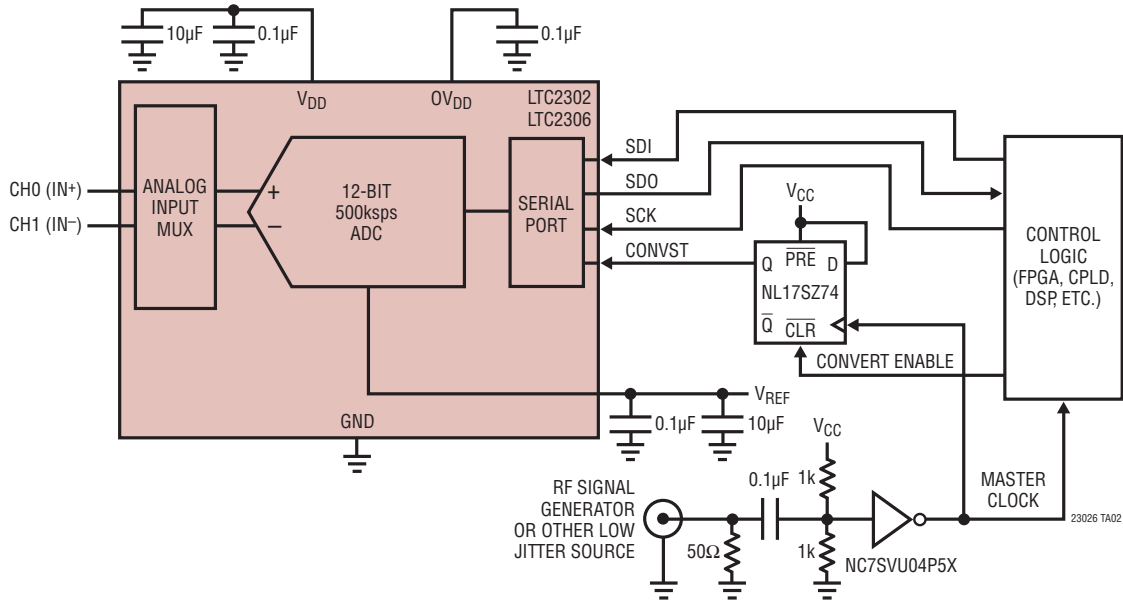 10µF
0.1µF
0.1µF
VDD
OVDD
LTC2302
LTC2306
CH0 (IN+)
CH1 (IN–)
ANALOG
INPUT
MUX
+
–
12-BIT
500ksps
ADC
SERIAL
PORT
SDI
SDO
SCK
CONVST
VCC
Q
PRE
D
NL17SZ74
Q
CLR
CONVERT ENABLE
CONTROL
LOGIC
(FPGA, CPLD,
DSP, ETC.)
VREF
0.1µF
10µF
GND
RF SIGNAL
GENERATOR
OR OTHER LOW
JITTER SOURCE
50Ω
0.1µF
VCC
1k
1k
NC7SVU04P5X
MASTER
CLOCK
23026 TA02